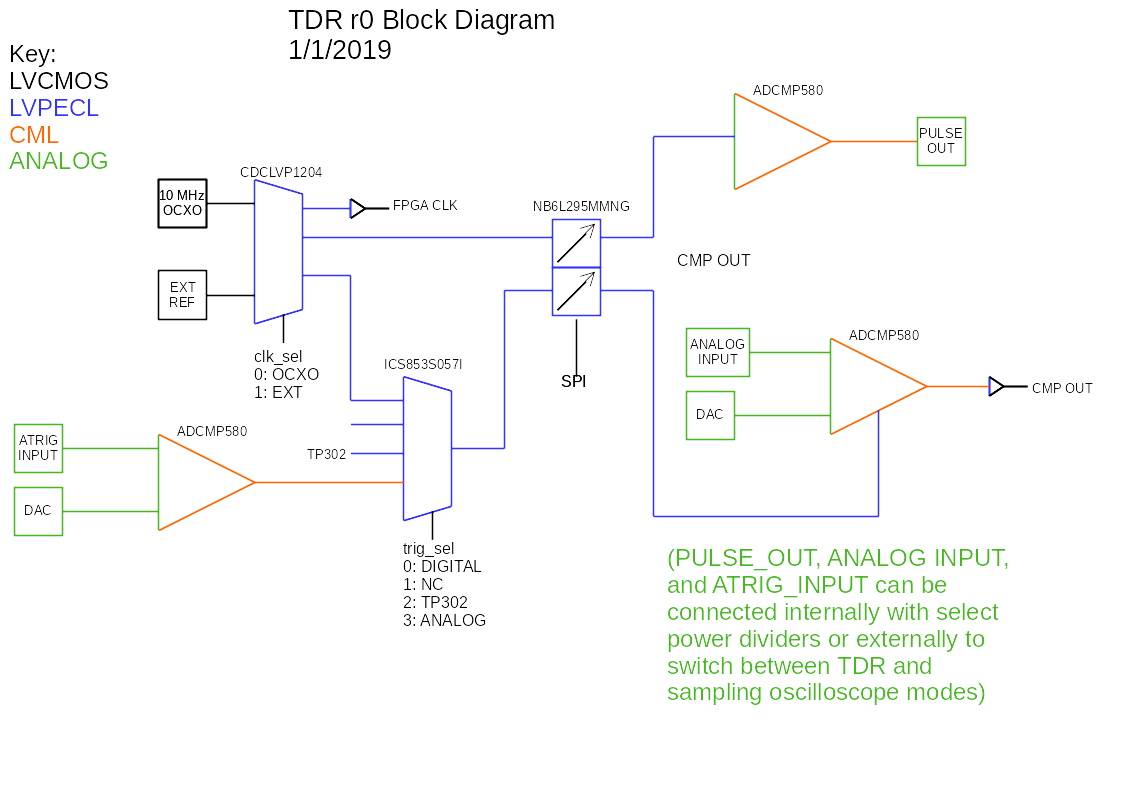 TDR r0 Block Diagram
1/1/2019
Key:
LVCMOS
LVPECL
CML
ANALOG
ADCMP580
PULSE
OUT
CDCLVP1204
10 MHz
OCXO
FPGA CLK
NB6L295MMNG
CMP OUT
EXT
REF
clk_sel
0: OCXO
1: EXT
SPI
ANALOG
INPUT
ADCMP580
DAC
CMP OUT
ICS853S057I
ATRIG
INPUT
ADCMP580
TP302
DAC
trig_sel
0: DIGITAL
1: NC
2: TP302
3: ANALOG
(PULSE_OUT, ANALOG INPUT,
and ATRIG_INPUT can be
connected internally with select
power dividers or externally to
switch between TDR and
sampling oscilloscope modes)